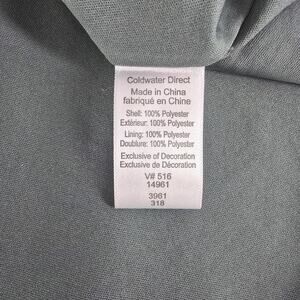 Coldwater Direct
Made in China
fabriqué en Chine
Shell: 100% Polyester
Extérieur: 100% Polyester
Lining: 100% Polyester
Doublure: 100% Polyester
Exclusive of Decoration
Exclusive de Décoration
V# 516
14961
3961
318